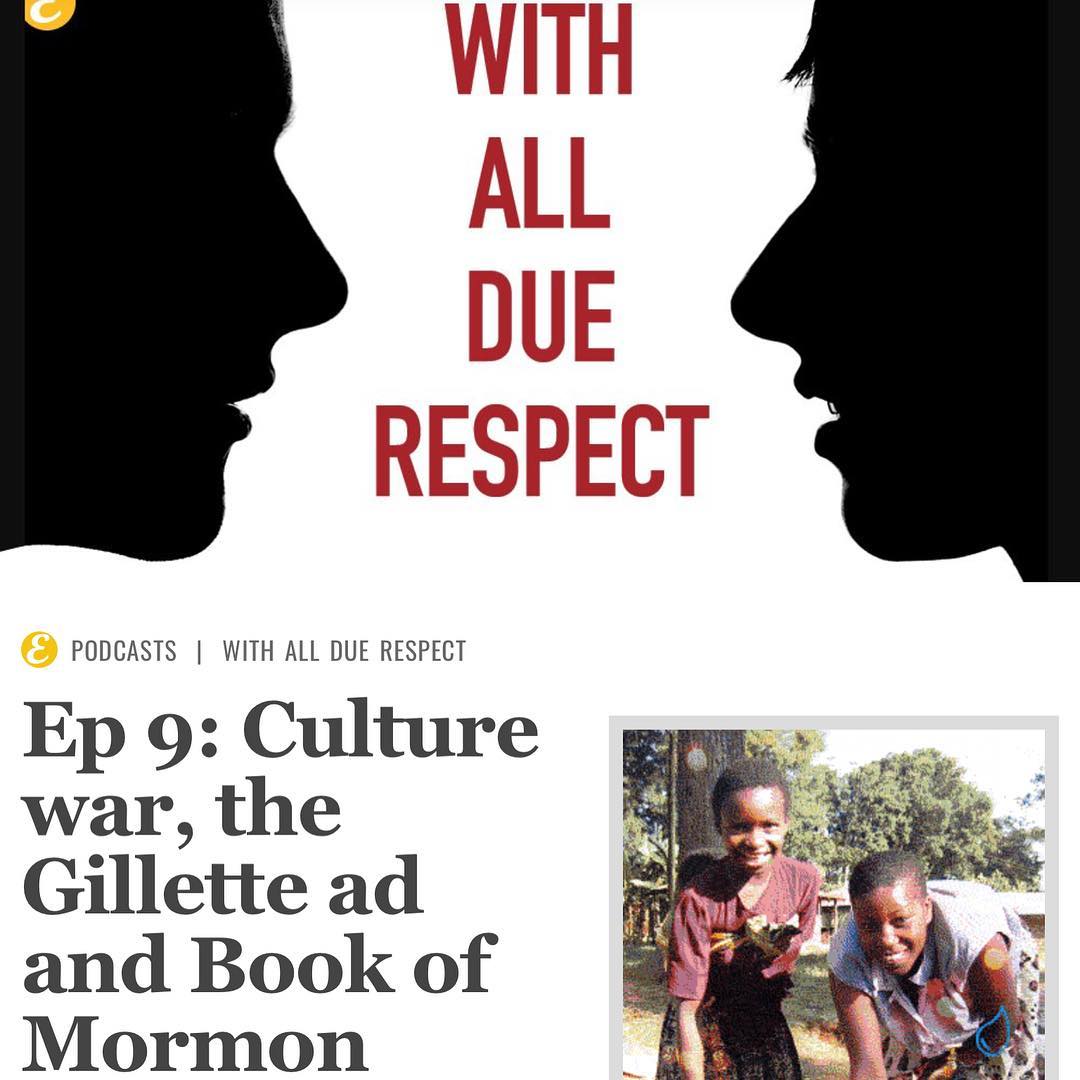 WITH
ALL
DUE
RESPECT
E PODCASTS | WITH ALL DUE RESPECT
Ep 9: Culture
war, the
Gillette ad
and Book of
Mormon